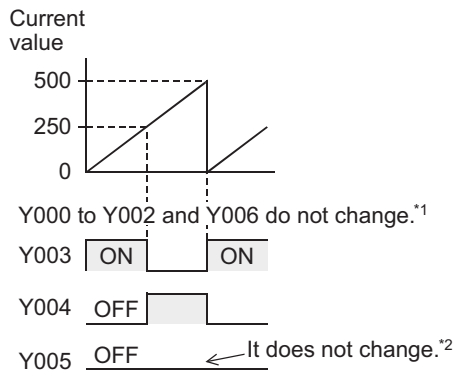 Current
value
500
250
0
Y000 to Y002 and Y006 do not change.*1
Y003 ON ON
Y004 OFF
Y005 OFF It does not change.*2